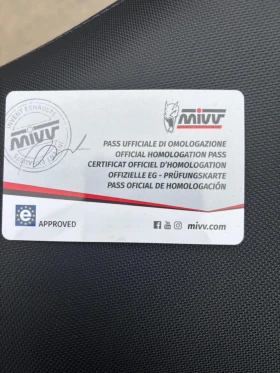 mivv
mivv
PASS UFFICIALE DI OMOLOGAZIONE
OFFICIAL HOMOLOGATION PASS
CERTIFICAT OFFICIEL D'HOMOLOGATION
OFFIZIELLE EG - PRÜFUNGSKARTE
PASS OFICIAL DE HOMOLOGACIÓN
e APPROVED
mivv.com